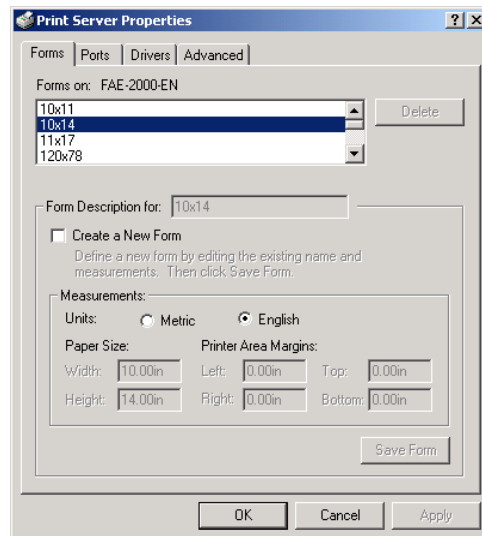 Print Server Properties
Forms Ports Drivers Advanced
Forms on: FAE-2000-EN
10x11
Delete
10x14
11x17
120x78
Form Description for: 10x14
Create a New Form
Define a new form by editing the existing name and
measurements. Then click Save Form.
Measurements:
Units: Metric English
Paper Size: Printer Area Margins:
Width: 10.00in Left: 0.00in Top: 0.00in
Height: 14.00in Right: 0.00in Bottom: 0.00in
Save Form
OK Cancel Apply